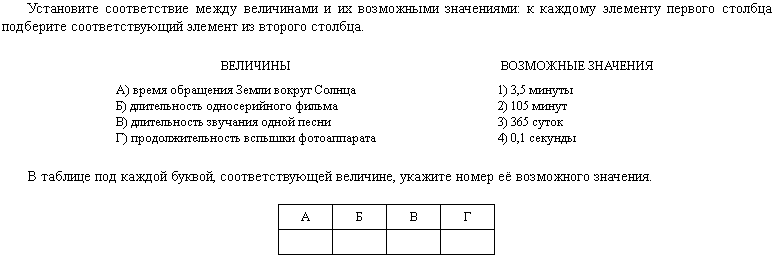 Установите соответствие между величинами и их возможными значениями: к каждому элементу первого столбца
подберите соответствующий элемент из второго столбца.
ВЕЛИЧИНЫ
ВОЗМОЖНЫЕ ЗНАЧЕНИЯ
А) время обращения Земли вокруг Солнца
Б) длительность односерийного фильма
В) длительность звучания одной песни
Г) продолжительность вспышки фотоаппарата
1) 3,5 минуты
2) 105 минут
3) 365 суток
4) 0,1 секунды
В таблице под каждой буквой, соответствующей величине, укажите номер её возможного значения.
А Б В Г